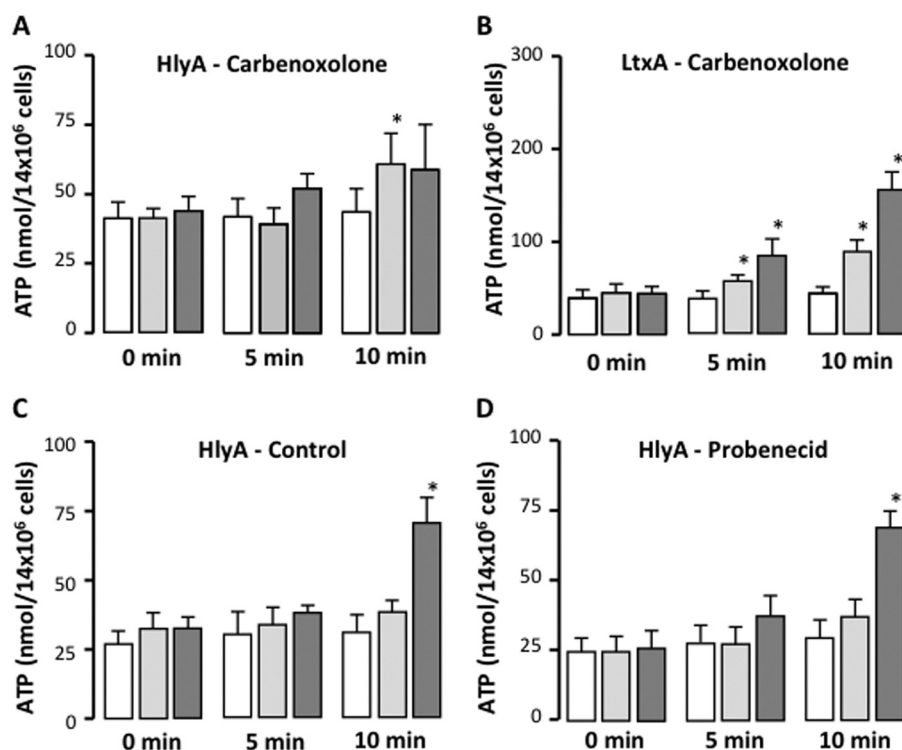 A
HlyA - Carbenoxolone
ATP (nmol/14x10⁶ cells)
100
75
50
25
0
*
0 min 5 min 10 min
B
LtxA - Carbenoxolone
ATP (nmol/14x10⁶ cells)
300
200
100
0
* * * *
0 min 5 min 10 min
C
HlyA - Control
ATP (nmol/14x10⁶ cells)
100
75
50
25
0
*
0 min 5 min 10 min
D
HlyA - Probenecid
ATP (nmol/14x10⁶ cells)
100
75
50
25
0
*
0 min 5 min 10 min